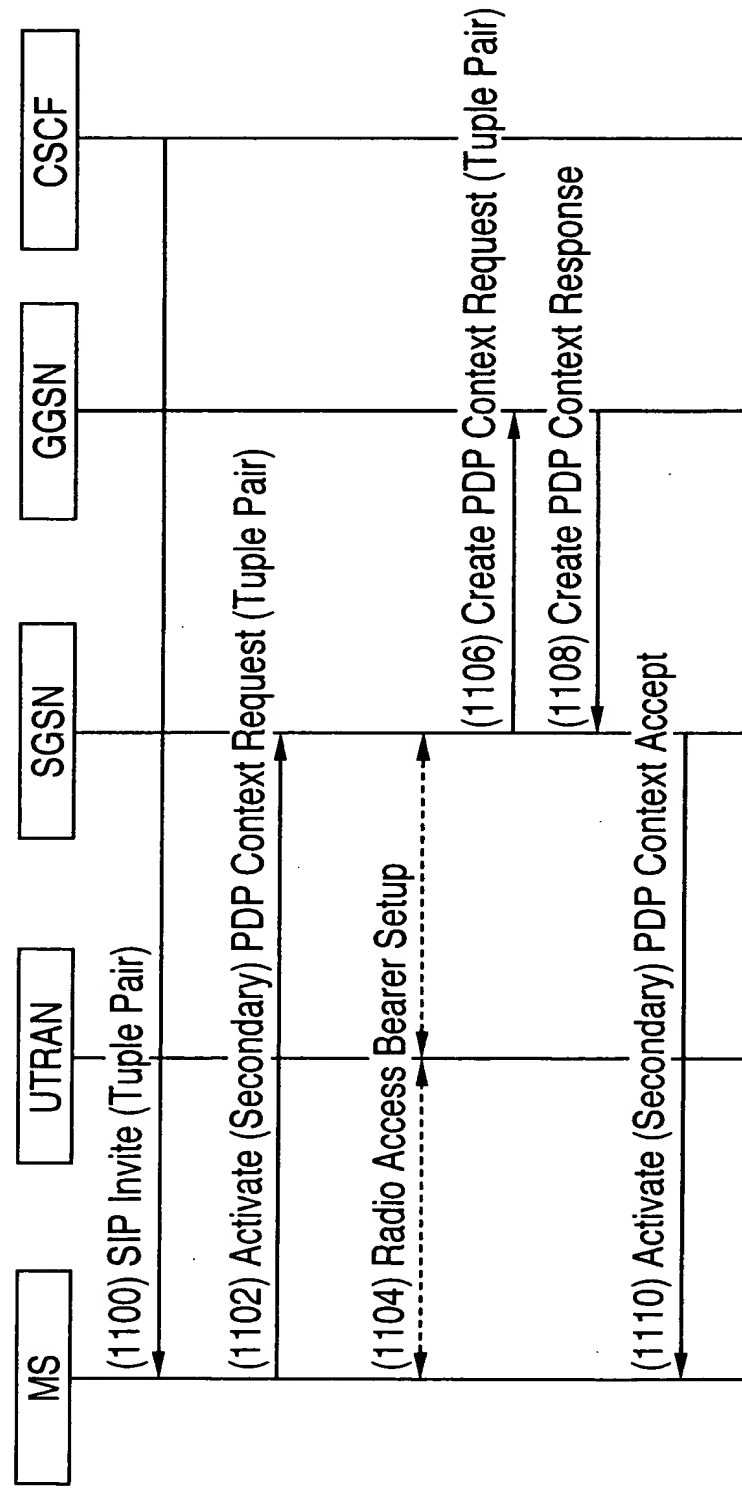 MS
UTRAN
SGSN
GGSN
CSCF
(1100) SIP Invite (Tuple Pair)
(1102) Activate (Secondary) PDP Context Request (Tuple Pair)
(1104) Radio Access Bearer Setup
(1106) Create PDP Context Request (Tuple Pair)
(1108) Create PDP Context Response
(1110) Activate (Secondary) PDP Context Accept